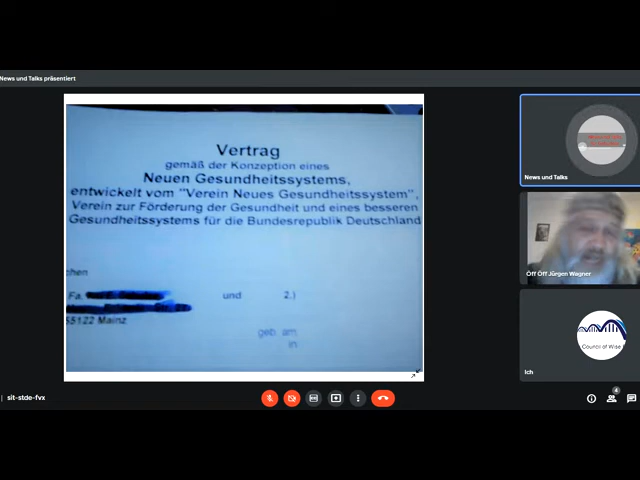 News und Talks präsentiert
Vertrag
gemäß der Konzeption eines
Neuen Gesundheitssystems,
entwickelt vom "Verein Neues Gesundheitssystem",
Verein zur Förderung der Gesundheit und eines besseren
Gesundheitssystems für die Bundesrepublik Deutschland
chen
Fa.
und 2.)
55122 Mainz
geb. am
in
News und Talks
Öff Öff Jürgen Wagner
Council of Wise
Ich
sit-stde-fvx
4